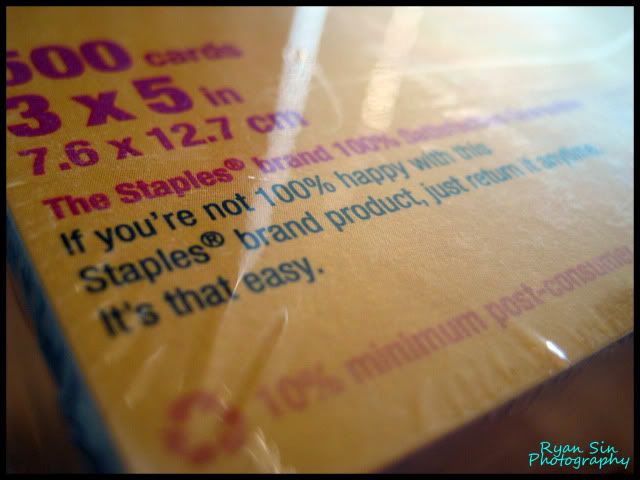 500 cards
3 x 5 in
7.6 x 12.7 cm
The Staples® brand 100%
If you're not 100% happy with this
Staples® brand product, just return it anytime.
It's that easy.
10% minimum post-consume
Ryan Sin
Photography